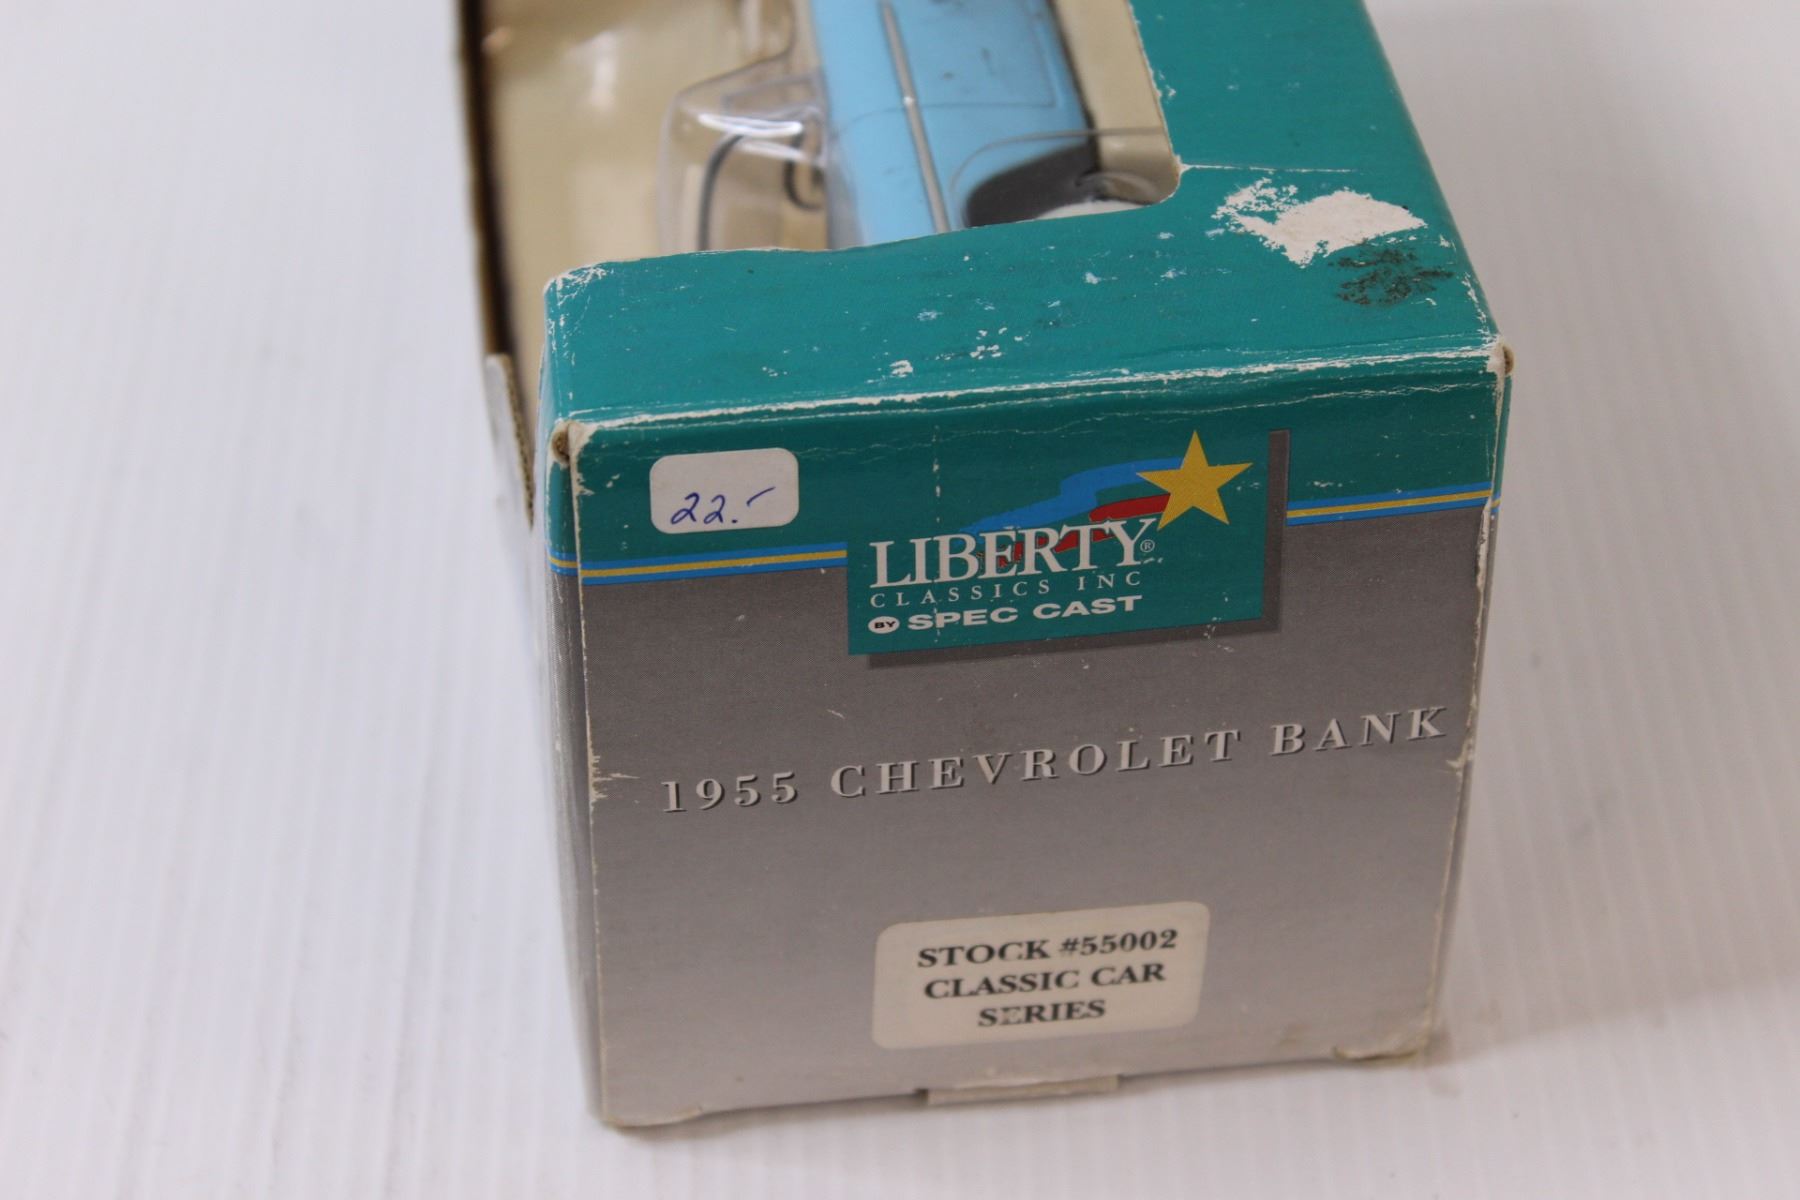 22.-
LIBERTY®
CLASSICS INC
BY SPEC CAST
1955 CHEVROLET BANK
STOCK #55002
CLASSIC CAR
SERIES